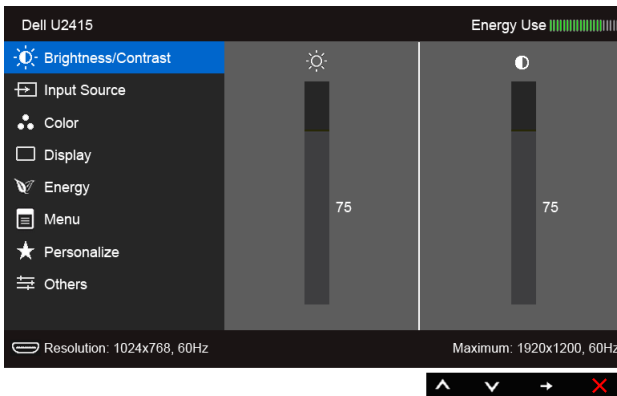 Dell U2415
Energy Use
Brightness/Contrast
Input Source
Color
Display
Energy
Menu
Personalize
Others
75
75
Resolution: 1024x768, 60Hz
Maximum: 1920x1200, 60Hz